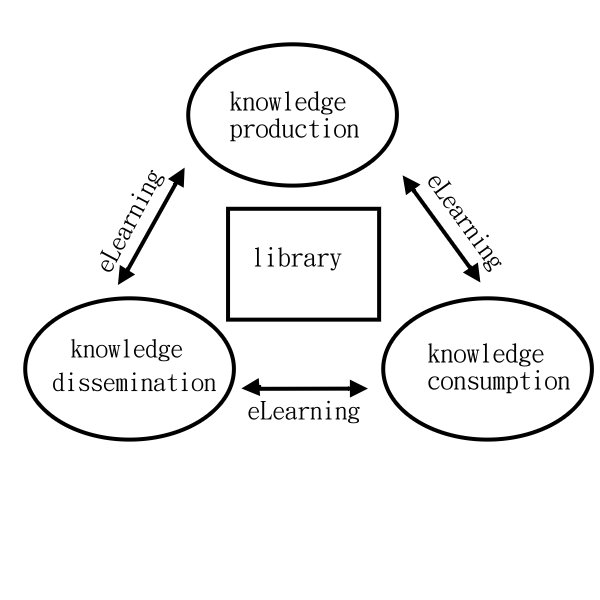 knowledge
production
eLearning
eLearning
library
knowledge
dissemination
knowledge
consumption
eLearning